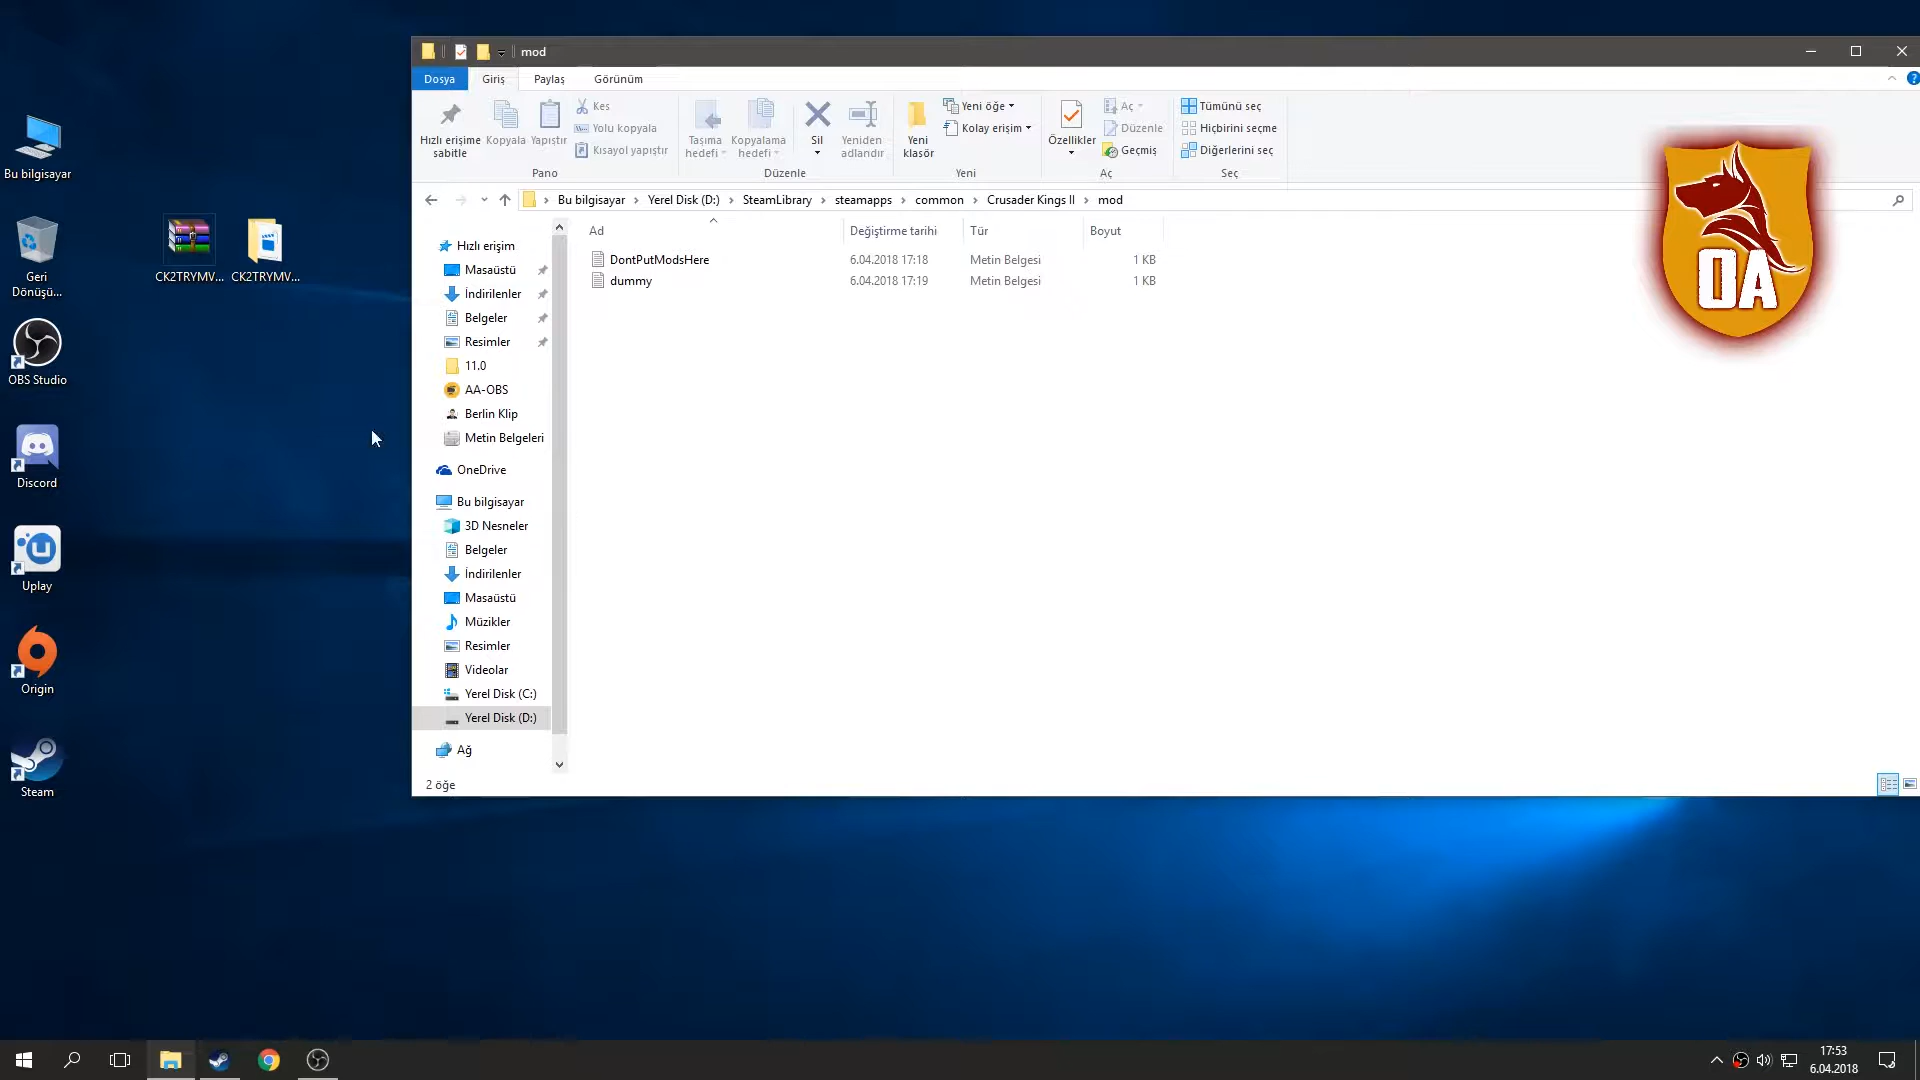 mod
Dosya
Giriş
Paylaş
Görünüm
Hızlı erişime
sabitle
Kopyala
Yapıştır
Kes
Yolu kopyala
Kısayol yapıştır
Pano
Taşıma
hedefi
Kopyalama
hedefi
Sil
Yeniden
adlandır
Düzenle
Yeni
klasör
Yeni öğe
Kolay erişim
Yeni
Özellikler
Aç
Düzenle
Geçmiş
Aç
Tümünü seç
Hiçbirini seçme
Diğerlerini seç
Seç
Bu bilgisayar > Yerel Disk (D:) > SteamLibrary > steamapps > common > Crusader Kings II > mod
Ad
Değiştirme tarihi
Tür
Boyut
DontPutModsHere 6.04.2018 17:18 Metin Belgesi 1 KB
dummy 6.04.2018 17:19 Metin Belgesi 1 KB
Hızlı erişim
Masaüstü
İndirilenler
Belgeler
Resimler
11.0
AA-OBS
Berlin Klip
Metin Belgeleri
OneDrive
Bu bilgisayar
3D Nesneler
Belgeler
İndirilenler
Masaüstü
Müzikler
Resimler
Videolar
Yerel Disk (C:)
Yerel Disk (D:)
Ağ
2 öğe
Bu bilgisayar
Geri
Dönüşü...
OBS Studio
Discord
Uplay
Origin
Steam
CK2TRYMV...
CK2TRYMV...
OA
17:53
6.04.2018